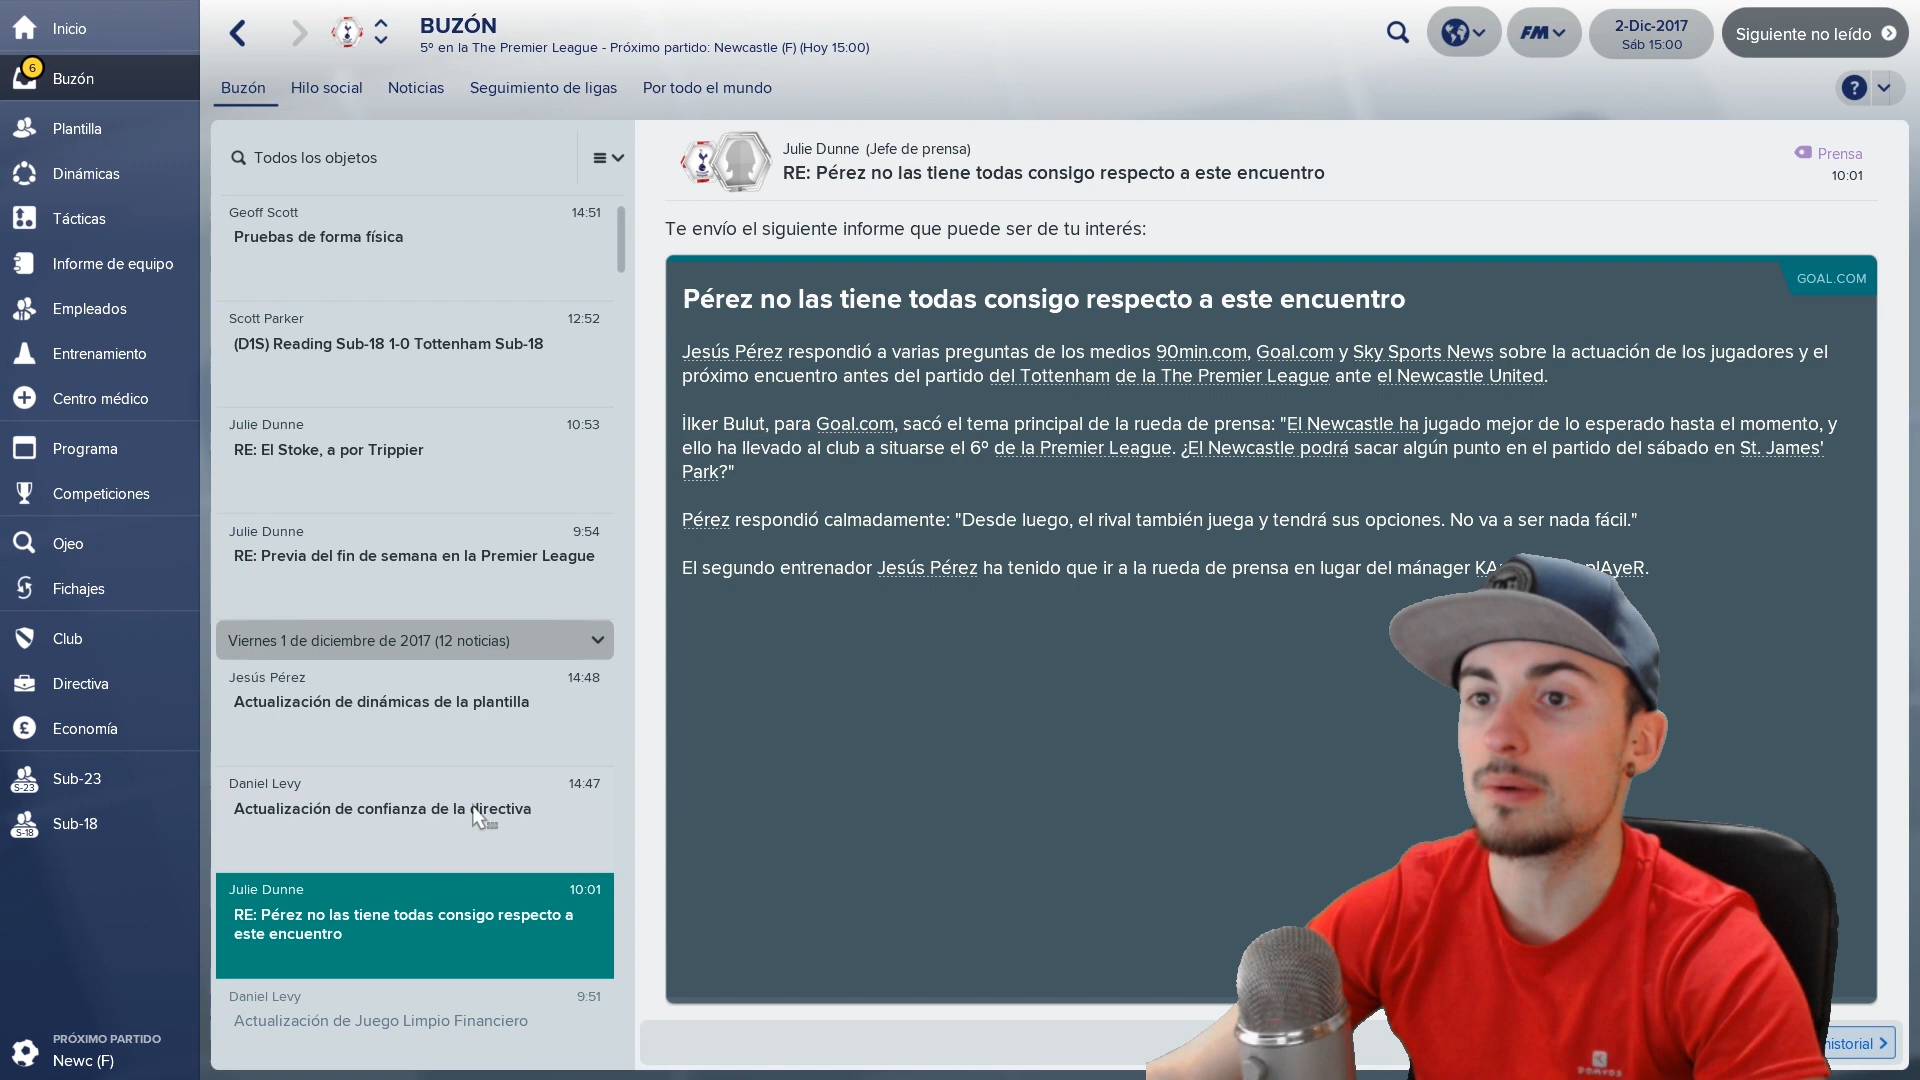 Inicio
6
Buzón
Plantilla
Dinámicas
Tácticas
Informe de equipo
Empleados
Entrenamiento
Centro médico
Programa
Competiciones
Ojeo
Fichajes
Club
Directiva
Economía
S-23
Sub-23
S-18
Sub-18
PRÓXIMO PARTIDO
Newc (F)
BUZÓN
5º en la The Premier League - Próximo partido: Newcastle (F) (Hoy 15:00)
FM
2-Dic-2017
Sáb 15:00
Siguiente no leído
Buzón
Hilo social
Noticias
Seguimiento de ligas
Por todo el mundo
?
Todos los objetos
Geoff Scott 14:51
Pruebas de forma física
Scott Parker 12:52
(D1S) Reading Sub-18 1-0 Tottenham Sub-18
Julie Dunne 10:53
RE: El Stoke, a por Trippier
Julie Dunne 9:54
RE: Previa del fin de semana en la Premier League
Viernes 1 de diciembre de 2017 (12 noticias)
Jesús Pérez 14:48
Actualización de dinámicas de la plantilla
Daniel Levy 14:47
Actualización de confianza de la directiva
Julie Dunne 10:01
RE: Pérez no las tiene todas consigo respecto a
este encuentro
Daniel Levy 9:51
Actualización de Juego Limpio Financiero
Julie Dunne (Jefe de prensa)
RE: Pérez no las tiene todas consigo respecto a este encuentro
Prensa
10:01
Te envío el siguiente informe que puede ser de tu interés:
GOAL.COM
Pérez no las tiene todas consigo respecto a este encuentro
Jesús Pérez respondió a varias preguntas de los medios 90min.com, Goal.com y Sky Sports News sobre la actuación de los jugadores y el
próximo encuentro antes del partido del Tottenham de la The Premier League ante el Newcastle United.
İlker Bulut, para Goal.com, sacó el tema principal de la rueda de prensa: "El Newcastle ha jugado mejor de lo esperado hasta el momento, y
ello ha llevado al club a situarse el 6º de la Premier League. ¿El Newcastle podrá sacar algún punto en el partido del sábado en St. James'
Park?"
Pérez respondió calmadamente: "Desde luego, el rival también juega y tendrá sus opciones. No va a ser nada fácil."
El segundo entrenador Jesús Pérez ha tenido que ir a la rueda de prensa en lugar del mánager
historial
DOMYOS